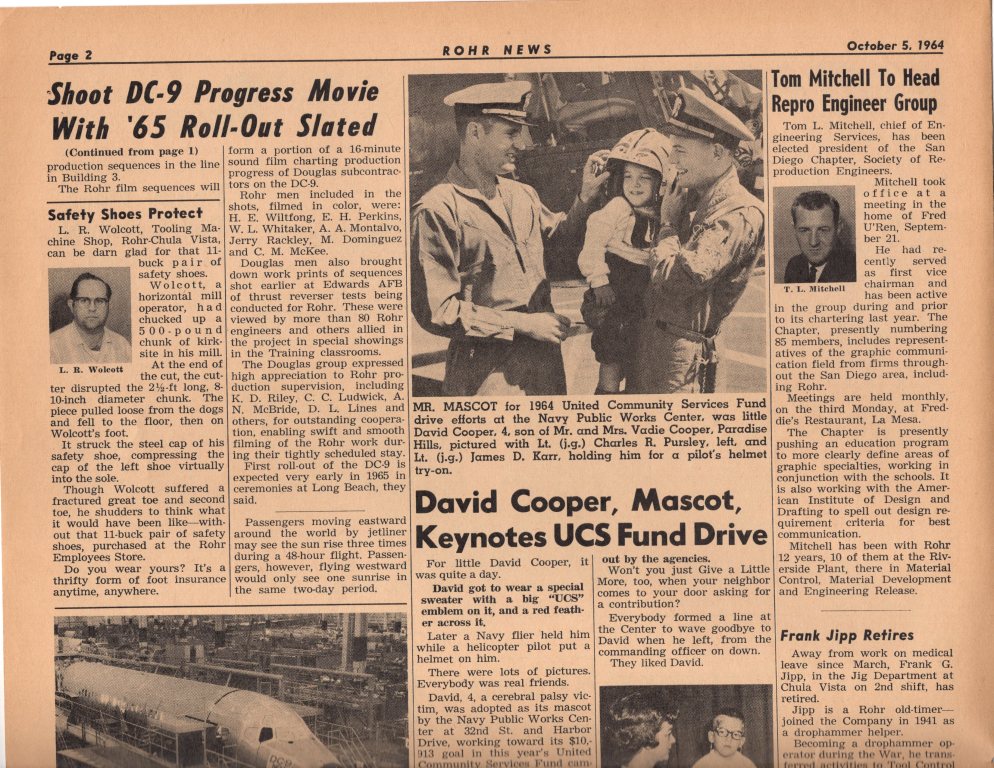 Page 2
ROHR NEWS
October 5, 1964
Shoot DC-9 Progress Movie
With '65 Roll-Out Slated
(Continued from page 1)
production sequences in the line
in Building 3.
The Rohr film sequences will
Safety Shoes Protect
L. R. Wolcott, Tooling Ma-
chine Shop, Rohr-Chula Vista,
can be darn glad for that 11-
buck pair of
safety shoes.
Wolcott, a
horizontal mill
operator, had
chucked up a
500-pound
chunk of kirk-
site in his mill.
L. R. Wolcott
At the end of
the cut, the cut-
ter disrupted the 2½-ft long, 8-
10-inch diameter chunk. The
piece pulled loose from the dogs
and fell to the floor, then on
Wolcott's foot.
It struck the steel cap of his
safety shoe, compressing the
cap of the left shoe virtually
into the sole.
Though Wolcott suffered a
fractured great toe and second
toe, he shudders to think what
it would have been like—with-
out that 11-buck pair of safety
shoes, purchased at the Rohr
Employees Store.
Do you wear yours? It's a
thrifty form of foot insurance
anytime, anywhere.
form a portion of a 16-minute
sound film charting production
progress of Douglas subcontrac-
tors on the DC-9.
Rohr men included in the
shots, filmed in color, were:
H. E. Wiltfong, E. H. Perkins,
W. L. Whitaker, A. A. Montalvo,
Jerry Rackley, M. Dominguez
and C. M. McKee.
Douglas men also brought
down work prints of sequences
shot earlier at Edwards AFB
of thrust reverser tests being
conducted for Rohr. These were
viewed by more than 80 Rohr
engineers and others allied in
the project in special showings
in the Training classrooms.
The Douglas group expressed
high appreciation to Rohr pro-
duction supervision, including
K. D. Riley, C. C. Ludwick, A.
N. McBride, D. L. Lines and
others, for outstanding coopera-
tion, enabling swift and smooth
filming of the Rohr work dur-
ing their tightly scheduled stay.
First roll-out of the DC-9 is
expected very early in 1965 in
ceremonies at Long Beach, they
said.
Passengers moving eastward
around the world by jetliner
may see the sun rise three times
during a 48-hour flight. Passen-
gers, however, flying westward
would only see one sunrise in
the same two-day period.
MR. MASCOT for 1964 United Community Services Fund
drive efforts at the Navy Public Works Center, was little
David Cooper, 4, son of Mr. and Mrs. Vadie Cooper, Paradise
Hills, pictured with Lt. (j.g.) Charles R. Pursley, left, and
Lt. (j.g.) James D. Karr, holding him for a pilot's helmet
try-on.
David Cooper, Mascot,
Keynotes UCS Fund Drive
For little David Cooper, it
was quite a day.
David got to wear a special
sweater with a big "UCS"
emblem on it, and a red feath-
er across it.
Later a Navy flier held him
while a helicopter pilot put a
helmet on him.
There were lots of pictures.
Everybody was real friends.
David, 4, a cerebral palsy vic-
tim, was adopted as its mascot
by the Navy Public Works Cen-
ter at 32nd St. and Harbor
Drive, working toward its $10,-
913 goal in this year's United
Community Services Fund cam-
out by the agencies.
Won't you just Give a Little
More, too, when your neighbor
comes to your door asking for
a contribution?
Everybody formed a line at
the Center to wave goodbye to
David when he left, from the
commanding officer on down.
They liked David.
Tom Mitchell To Head
Repro Engineer Group
Tom L. Mitchell, chief of En-
gineering Services, has been
elected president of the San
Diego Chapter, Society of Re-
production Engineers.
Mitchell took
office at a
meeting in the
home of Fred
U'Ren, Septem-
ber 21.
He had re-
cently served
as first vice
chairman and
T. L. Mitchell
has been active
in the group during and prior
to its chartering last year. The
Chapter, presently numbering
85 members, includes represent-
atives of the graphic communi-
cation field from firms through-
out the San Diego area, includ-
ing Rohr.
Meetings are held monthly,
on the third Monday, at Fred-
die's Restaurant, La Mesa.
The Chapter is presently
pushing an education program
to more clearly define areas of
graphic specialties, working in
conjunction with the schools. It
is also working with the Amer-
ican Institute of Design and
Drafting to spell out design re-
quirement criteria for best
communication.
Mitchell has been with Rohr
12 years, 10 of them at the Riv-
erside Plant, there in Material
Control, Material Development
and Engineering Release.
Frank Jipp Retires
Away from work on medical
leave since March, Frank G.
Jipp, in the Jig Department at
Chula Vista on 2nd shift, has
retired.
Jipp is a Rohr old-timer—
joined the Company in 1941 as
a drophammer helper.
Becoming a drophammer op-
erator during the War, he trans-
ferred activities to Tool Control